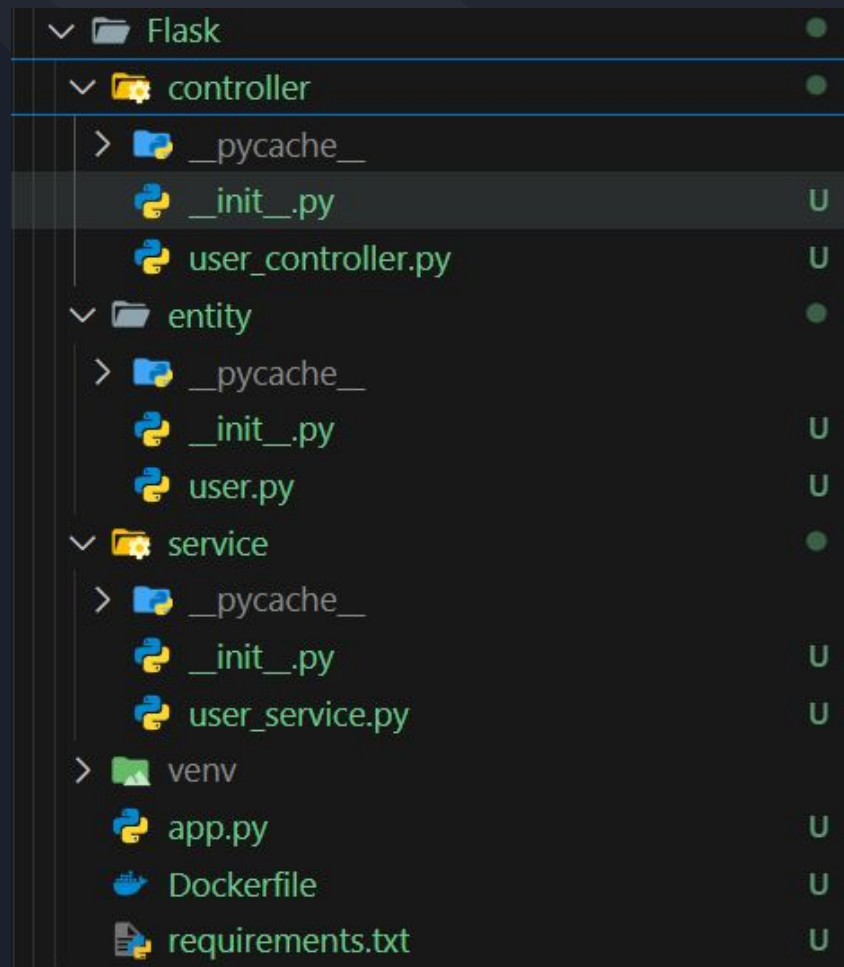 Flask
controller
__pycache__
__init__.py U
user_controller.py U
entity
__pycache__
__init__.py U
user.py U
service
__pycache__
__init__.py U
user_service.py U
venv
app.py U
Dockerfile U
requirements.txt U